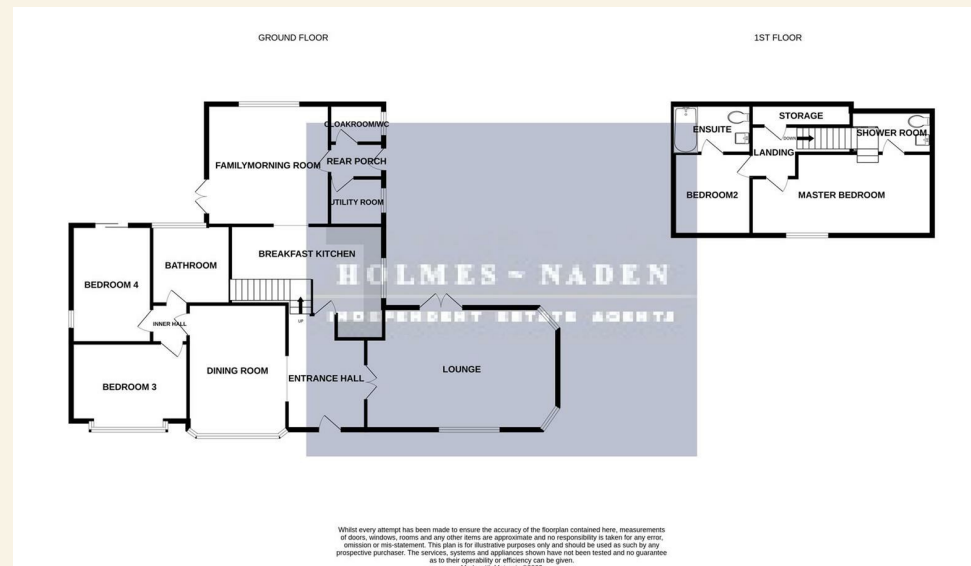 GROUND FLOOR
1ST FLOOR
CLOAKROOM/WC
FAMILYMORNING ROOM
REAR PORCH
UTILITY ROOM
BREAKFAST KITCHEN
BATHROOM
BEDROOM 4
INNER HALL
UP
DINING ROOM
BEDROOM 3
ENTRANCE HALL
LOUNGE
STORAGE
ENSUITE
SHOWER ROOM
DOWN
LANDING
BEDROOM2
MASTER BEDROOM
HOLMES ~ NADEN
INDEPENDENT ESTATE AGENTS
Whilst every attempt has been made to ensure the accuracy of the floorplan contained here, measurements
of doors, windows, rooms and any other items are approximate and no responsibility is taken for any error,
omission or mis-statement. This plan is for illustrative purposes only and should be used as such by any
prospective purchaser. The services, systems and appliances shown have not been tested and no guarantee
as to their operability or efficiency can be given.